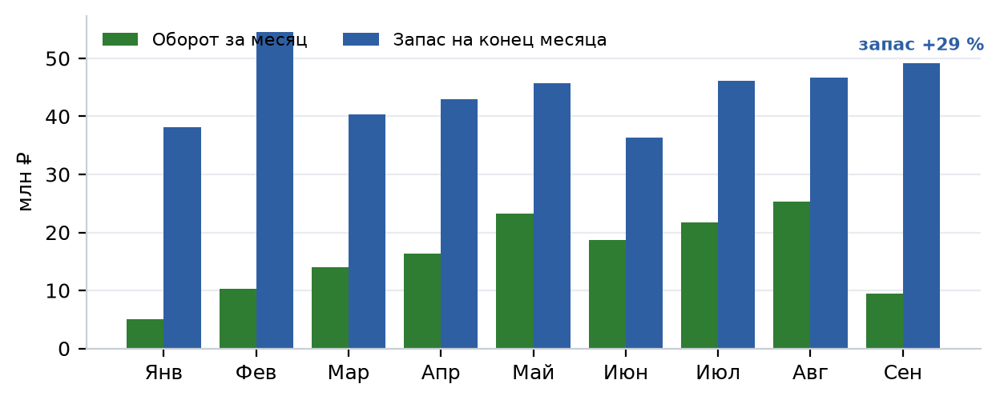 Оборот за месяц
Запас на конец месяца
запас +29 %
млн ₽
50
40
30
20
10
0
Янв Фев Мар Апр Май Июн Июл Авг Сен